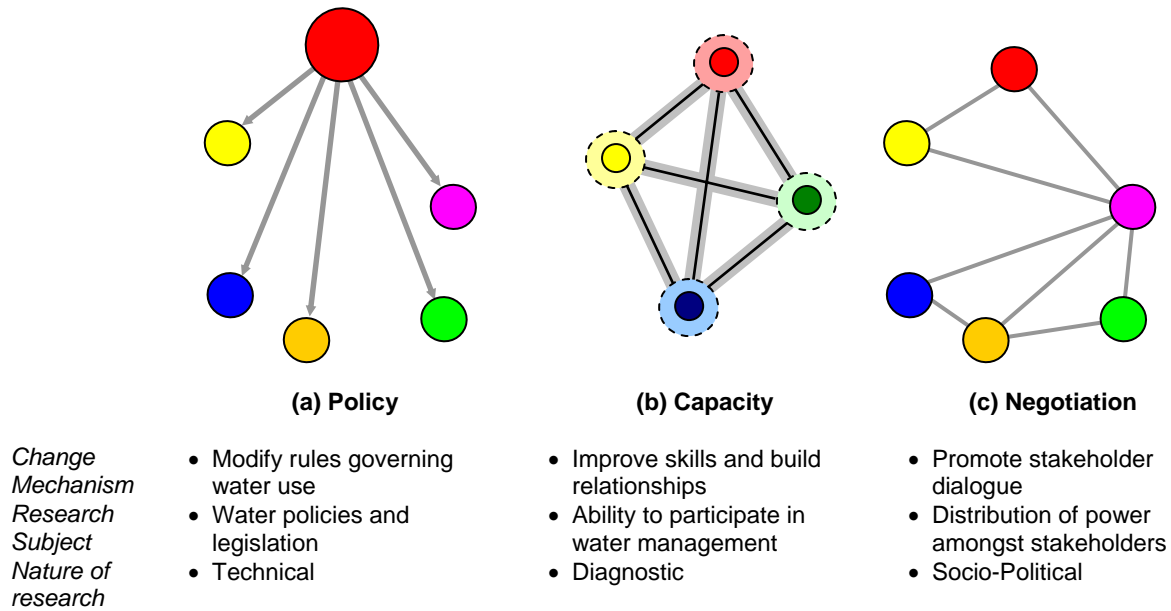 (a) Policy (b) Capacity (c) Negotiation
Change • Modify rules governing • Improve skills and build • Promote stakeholder
Mechanism water use relationships dialogue
Research • Water policies and • Ability to participate in • Distribution of power
Subject legislation water management amongst stakeholders
Nature of • Technical • Diagnostic • Socio-Political
research